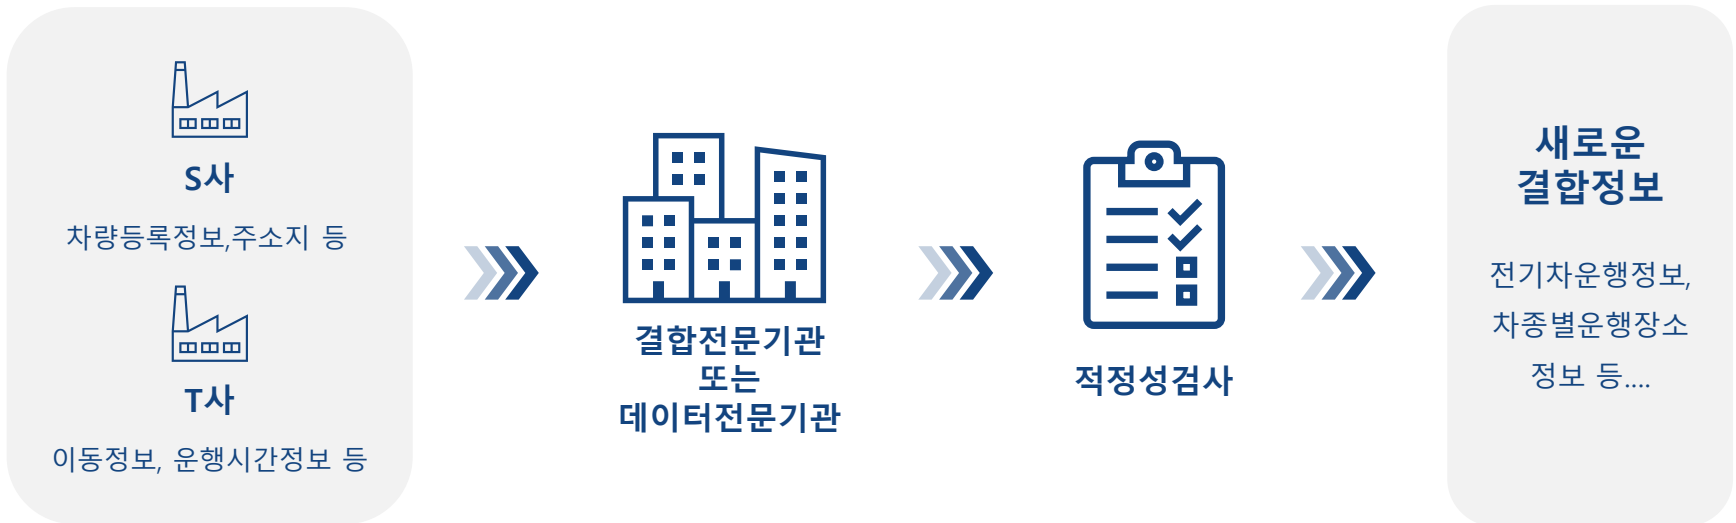 S사
차량등록정보,주소지 등
T사
이동정보, 운행시간정보 등
결합전문기관
또는
데이터전문기관
적정성검사
새로운
결합정보
전기차운행정보,
차종별운행장소
정보 등....